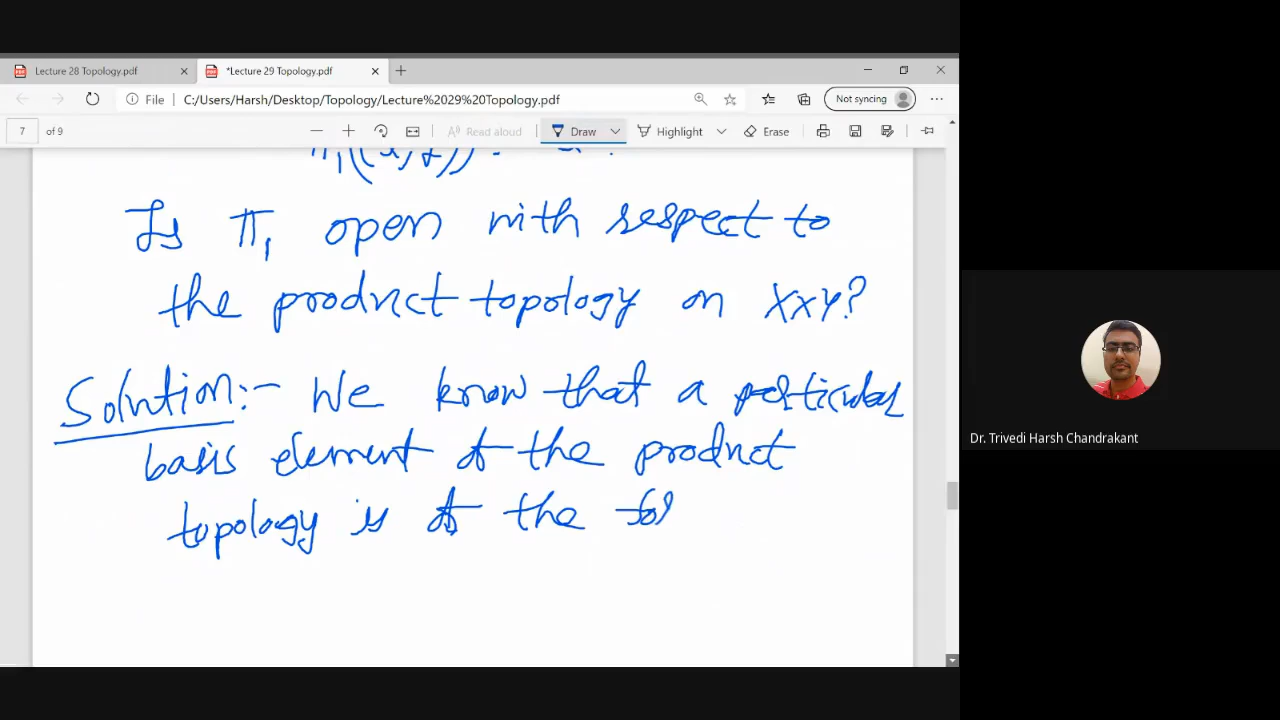 Lecture 28 Topology.pdf
*Lecture 29 Topology.pdf
File
C:/Users/Harsh/Desktop/Topology/Lecture%2029%20Topology.pdf
Not syncing
7 of 9
Read aloud
Draw
Highlight
Erase
π₁((x,y)) = x.
Is π₁ open with respect to
the product topology on X×Y?
Solution:- We know that a particular
basis element of the product
topology is of the for
Dr. Trivedi Harsh Chandrakant